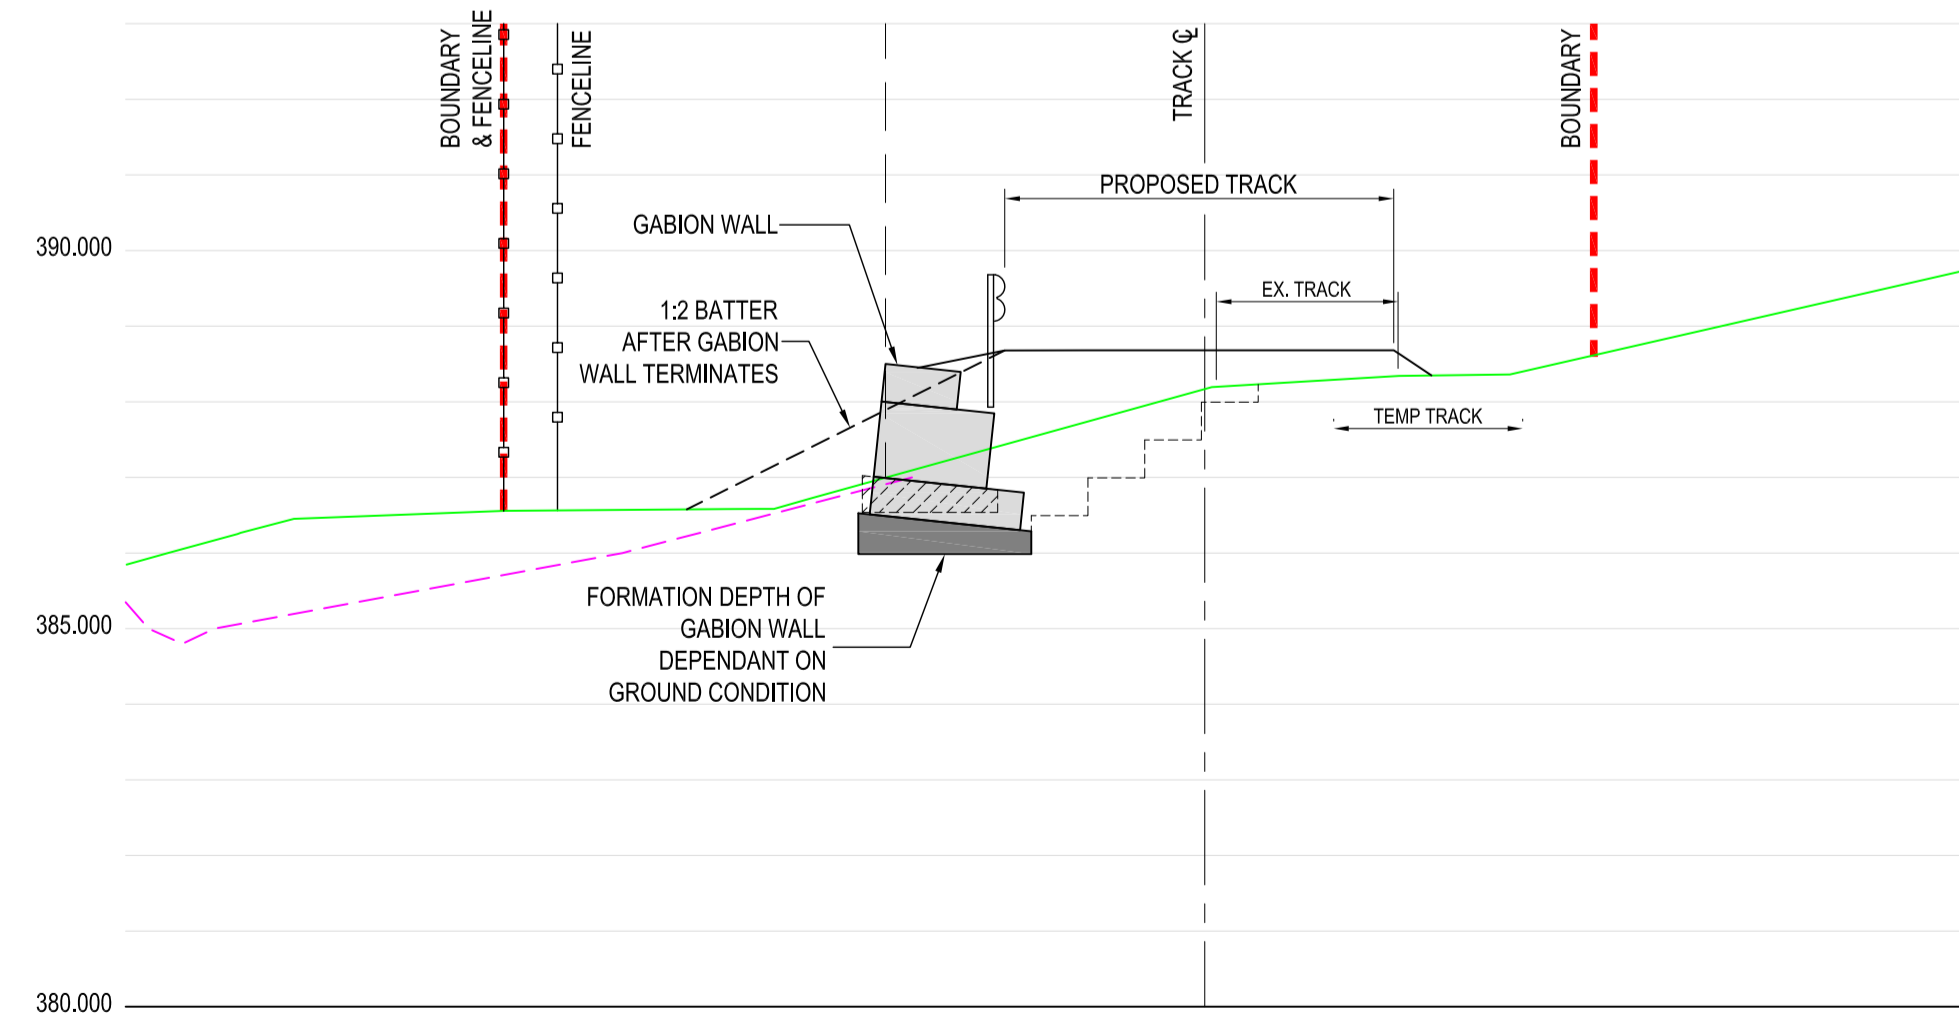 BOUNDARY
& FENCELINE
FENCELINE
TRACK ℄
BOUNDARY
PROPOSED TRACK
GABION WALL
390.000
EX. TRACK
1:2 BATTER
AFTER GABION
WALL TERMINATES
TEMP TRACK
FORMATION DEPTH OF
GABION WALL
DEPENDANT ON
GROUND CONDITION
385.000
380.000